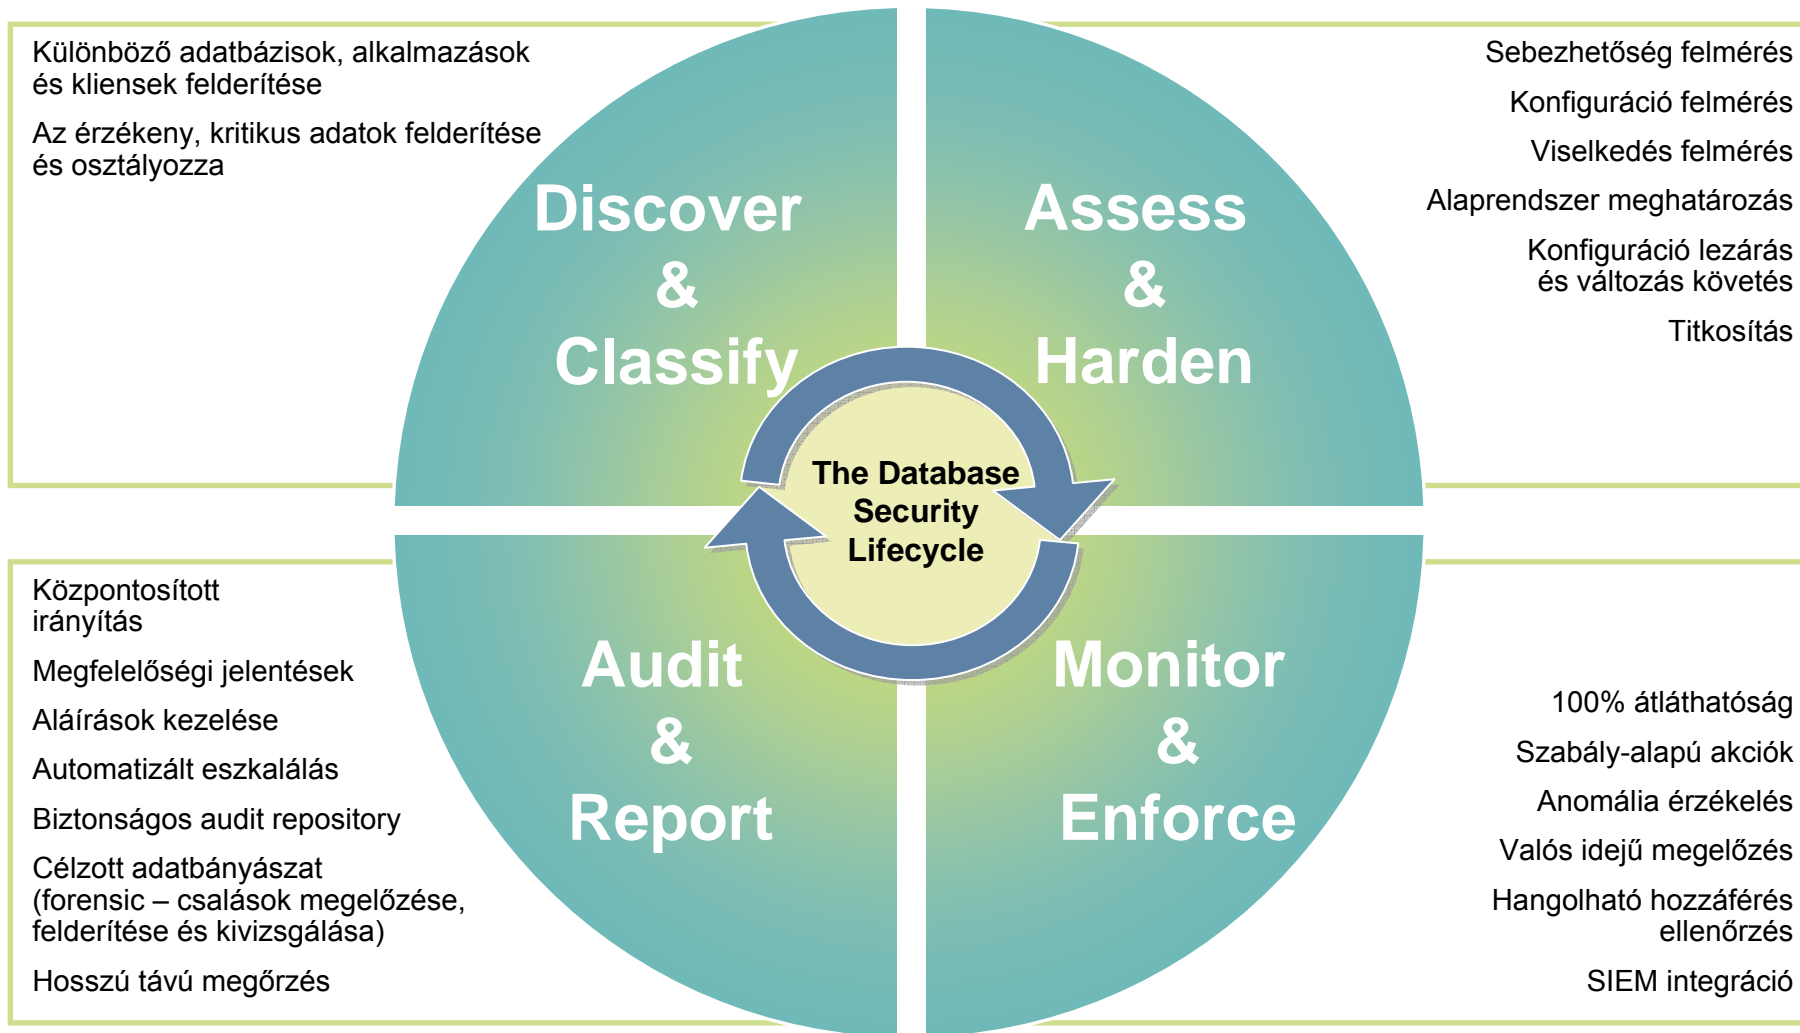 Különböző adatbázisok, alkalmazások
és kliensek felderítése
Az érzékeny, kritikus adatok felderítése
és osztályozza
Discover
&
Classify
Assess
&
Harden
Sebezhetőség felmérés
Konfiguráció felmérés
Viselkedés felmérés
Alaprendszer meghatározás
Konfiguráció lezárás
és változás követés
Titkosítás
The Database
Security
Lifecycle
Központosított
irányítás
Megfelelőségi jelentések
Aláírások kezelése
Automatizált eszkalálás
Biztonságos audit repository
Célzott adatbányászat
(forensic – csalások megelőzése,
felderítése és kivizsgálása)
Hosszú távú megőrzés
Audit
&
Report
Monitor
&
Enforce
100% átláthatóság
Szabály-alapú akciók
Anomália érzékelés
Valós idejű megelőzés
Hangolható hozzáférés
ellenőrzés
SIEM integráció